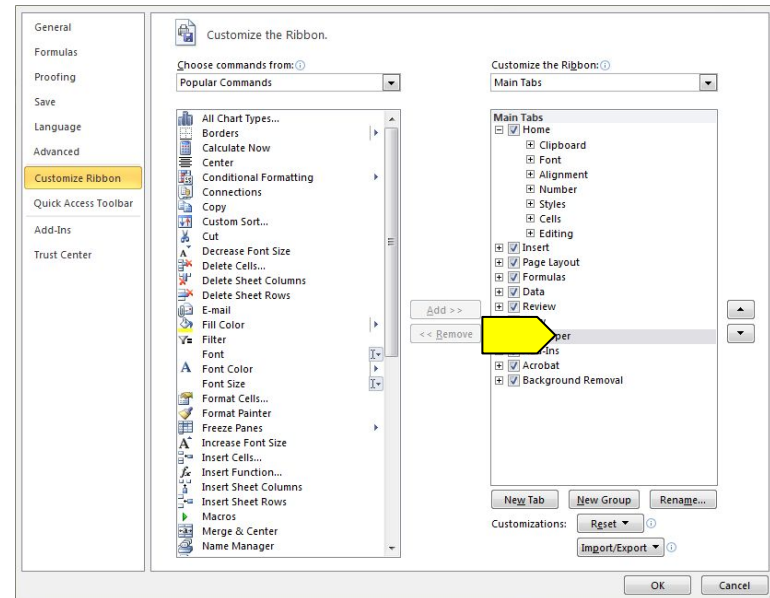 General
Formulas
Proofing
Save
Language
Advanced
Customize Ribbon
Quick Access Toolbar
Add-Ins
Trust Center
Customize the Ribbon.
Choose commands from:
Popular Commands
All Chart Types...
Borders
Calculate Now
Center
Conditional Formatting
Connections
Copy
Custom Sort...
Cut
Decrease Font Size
Delete Cells...
Delete Sheet Columns
Delete Sheet Rows
E-mail
Fill Color
Filter
Font
Font Color
Font Size
Format Cells...
Format Painter
Freeze Panes
Increase Font Size
Insert Cells...
Insert Function...
Insert Sheet Columns
Insert Sheet Rows
Macros
Merge & Center
Name Manager
Add >>
<< Remove
Customize the Ribbon:
Main Tabs
Main Tabs
Home
Clipboard
Font
Alignment
Number
Styles
Cells
Editing
Insert
Page Layout
Formulas
Data
Review
Acrobat
Background Removal
New Tab New Group Rename...
Customizations: Reset
Import/Export
OK Cancel